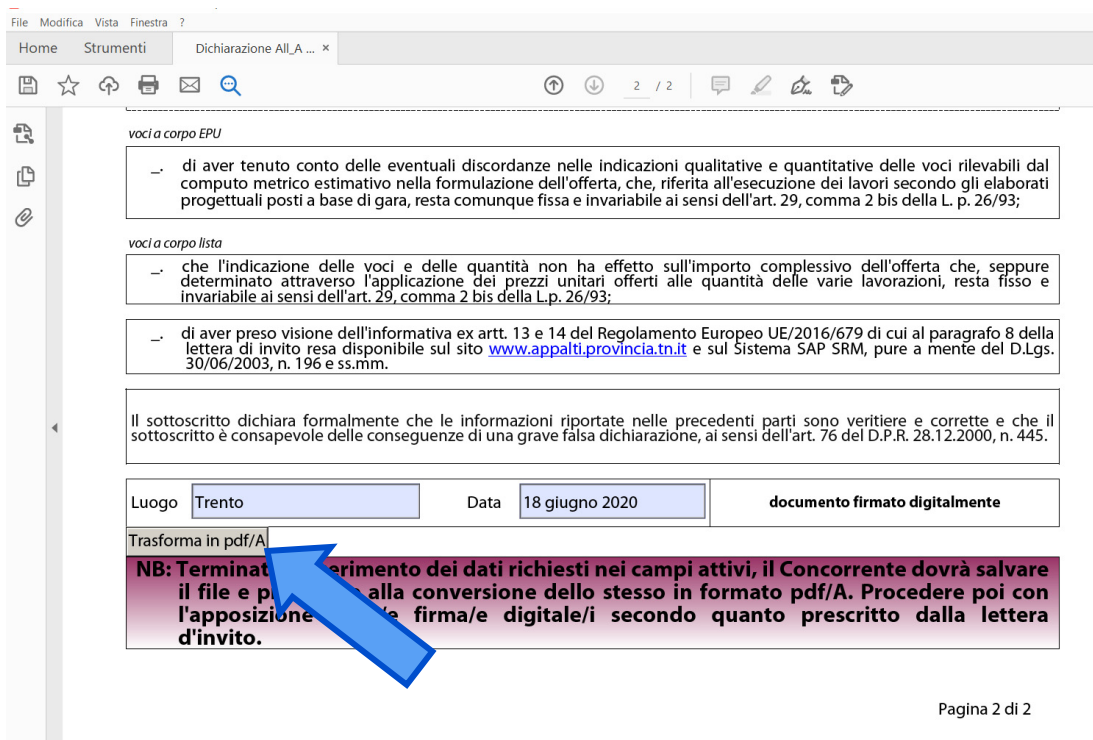 File Modifica Vista Finestra ?
Home Strumenti Dichiarazione All_A ... ×
2 / 2
voci a corpo EPU
_. di aver tenuto conto delle eventuali discordanze nelle indicazioni qualitative e quantitative delle voci rilevabili dal
computo metrico estimativo nella formulazione dell'offerta, che, riferita all'esecuzione dei lavori secondo gli elaborati
progettuali posti a base di gara, resta comunque fissa e invariabile ai sensi dell'art. 29, comma 2 bis della L. p. 26/93;
voci a corpo lista
_. che l'indicazione delle voci e delle quantità non ha effetto sull'importo complessivo dell'offerta che, seppure
determinato attraverso l'applicazione dei prezzi unitari offerti alle quantità delle varie lavorazioni, resta fisso e
invariabile ai sensi dell'art. 29, comma 2 bis della L.p. 26/93;
_. di aver preso visione dell'informativa ex artt. 13 e 14 del Regolamento Europeo UE/2016/679 di cui al paragrafo 8 della
lettera di invito resa disponibile sul sito www.appalti.provincia.tn.it e sul Sistema SAP SRM, pure a mente del D.Lgs.
30/06/2003, n. 196 e ss.mm.
Il sottoscritto dichiara formalmente che le informazioni riportate nelle precedenti parti sono veritiere e corrette e che il
sottoscritto è consapevole delle conseguenze di una grave falsa dichiarazione, ai sensi dell'art. 76 del D.P.R. 28.12.2000, n. 445.
Luogo Trento Data 18 giugno 2020 documento firmato digitalmente
Trasforma in pdf/A
NB: Terminat erimento dei dati richiesti nei campi attivi, il Concorrente dovrà salvare
il file e p alla conversione dello stesso in formato pdf/A. Procedere poi con
l'apposizione /e firma/e digitale/i secondo quanto prescritto dalla lettera
d'invito.
Pagina 2 di 2